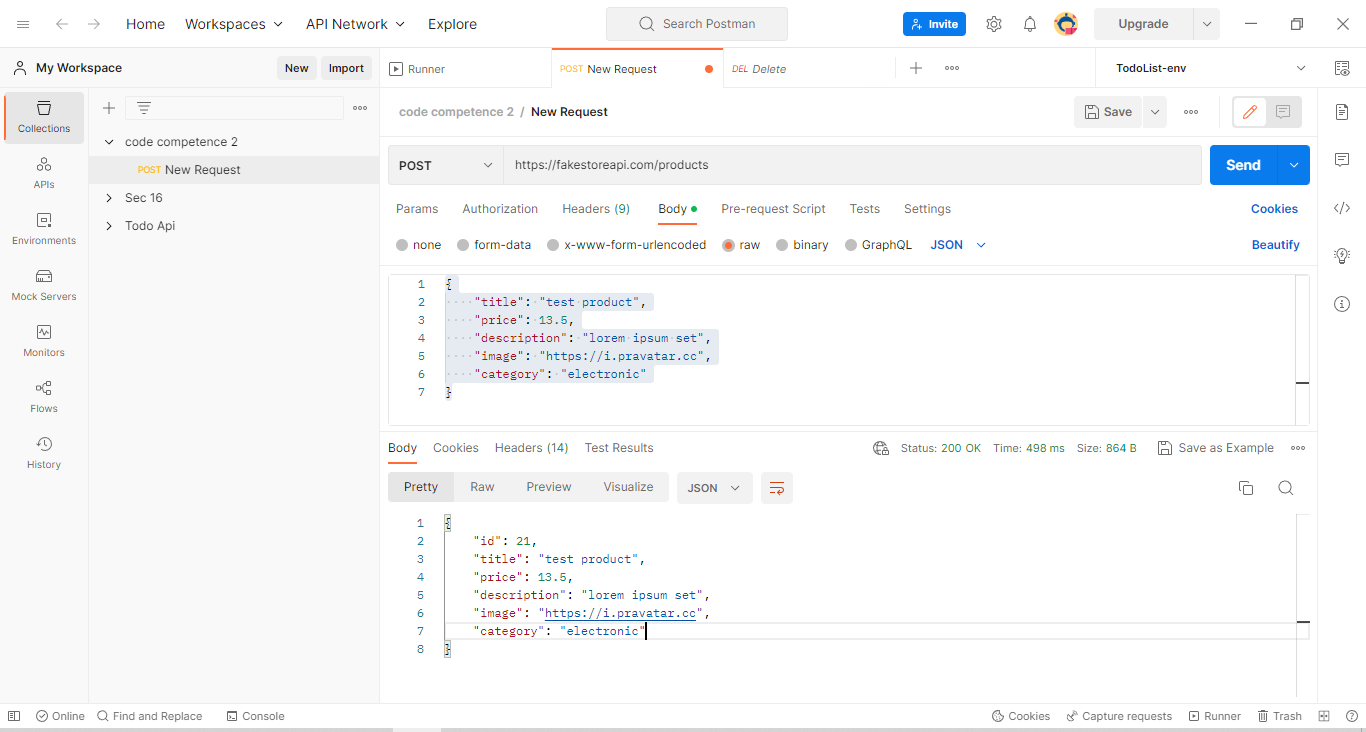 Home Workspaces API Network Explore Search Postman Invite Upgrade
My Workspace New Import Runner POST New Request DEL Delete TodoList-env
Collections
APIs
Environments
Mock Servers
Monitors
Flows
History
code competence 2
POST New Request
Sec 16
Todo Api
code competence 2 / New Request Save
POST https://fakestoreapi.com/products Send
Params Authorization Headers (9) Body Pre-request Script Tests Settings Cookies
none form-data x-www-form-urlencoded raw binary GraphQL JSON Beautify
1 {
2 ····"title":·"test·product",
3 ····"price":·13.5,
4 ····"description":·"lorem·ipsum·set",
5 ····"image":·"https://i.pravatar.cc",
6 ····"category":·"electronic"
7 }
Body Cookies Headers (14) Test Results Status: 200 OK Time: 498 ms Size: 864 B Save as Example
Pretty Raw Preview Visualize JSON
1 {
2 "id": 21,
3 "title": "test product",
4 "price": 13.5,
5 "description": "lorem ipsum set",
6 "image": "https://i.pravatar.cc",
7 "category": "electronic"
8 }
Online Find and Replace Console Cookies Capture requests Runner Trash